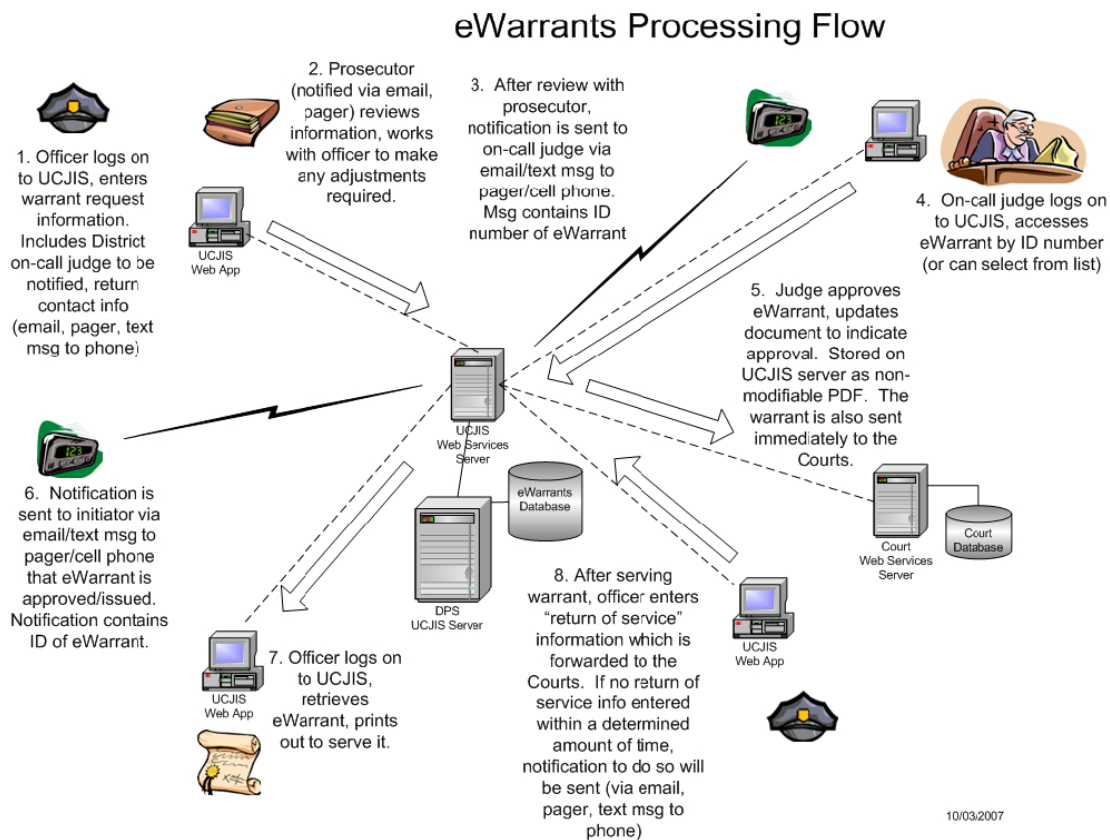 eWarrants Processing Flow
1. Officer logs on
to UCJIS, enters
warrant request
information.
Includes District
on-call judge to be
notified, return
contact info
(email, pager, text
msg to phone)
2. Prosecutor
(notified via email,
pager) reviews
information, works
with officer to make
any adjustments
required.
UCJIS
Web App
3. After review with
prosecutor,
notification is sent to
on-call judge via
email/text msg to
pager/cell phone.
Msg contains ID
number of eWarrant
123
4. On-call judge logs on
to UCJIS, accesses
eWarrant by ID number
(or can select from list)
5. Judge approves
eWarrant, updates
document to indicate
approval. Stored on
UCJIS server as non-
modifiable PDF. The
warrant is also sent
immediately to the
Courts.
UCJIS
Web Services
Server
eWarrants
Database
DPS
UCJIS Server
Court
Web Services
Server
Court
Database
123
6. Notification is
sent to initiator via
email/text msg to
pager/cell phone
that eWarrant is
approved/issued.
Notification contains
ID of eWarrant.
UCJIS
Web App
7. Officer logs on
to UCJIS,
retrieves
eWarrant, prints
out to serve it.
8. After serving
warrant, officer enters
“return of service”
information which is
forwarded to the
Courts. If no return of
service info entered
within a determined
amount of time,
notification to do so will
be sent (via email,
pager, text msg to
phone)
UCJIS
Web App
10/03/2007